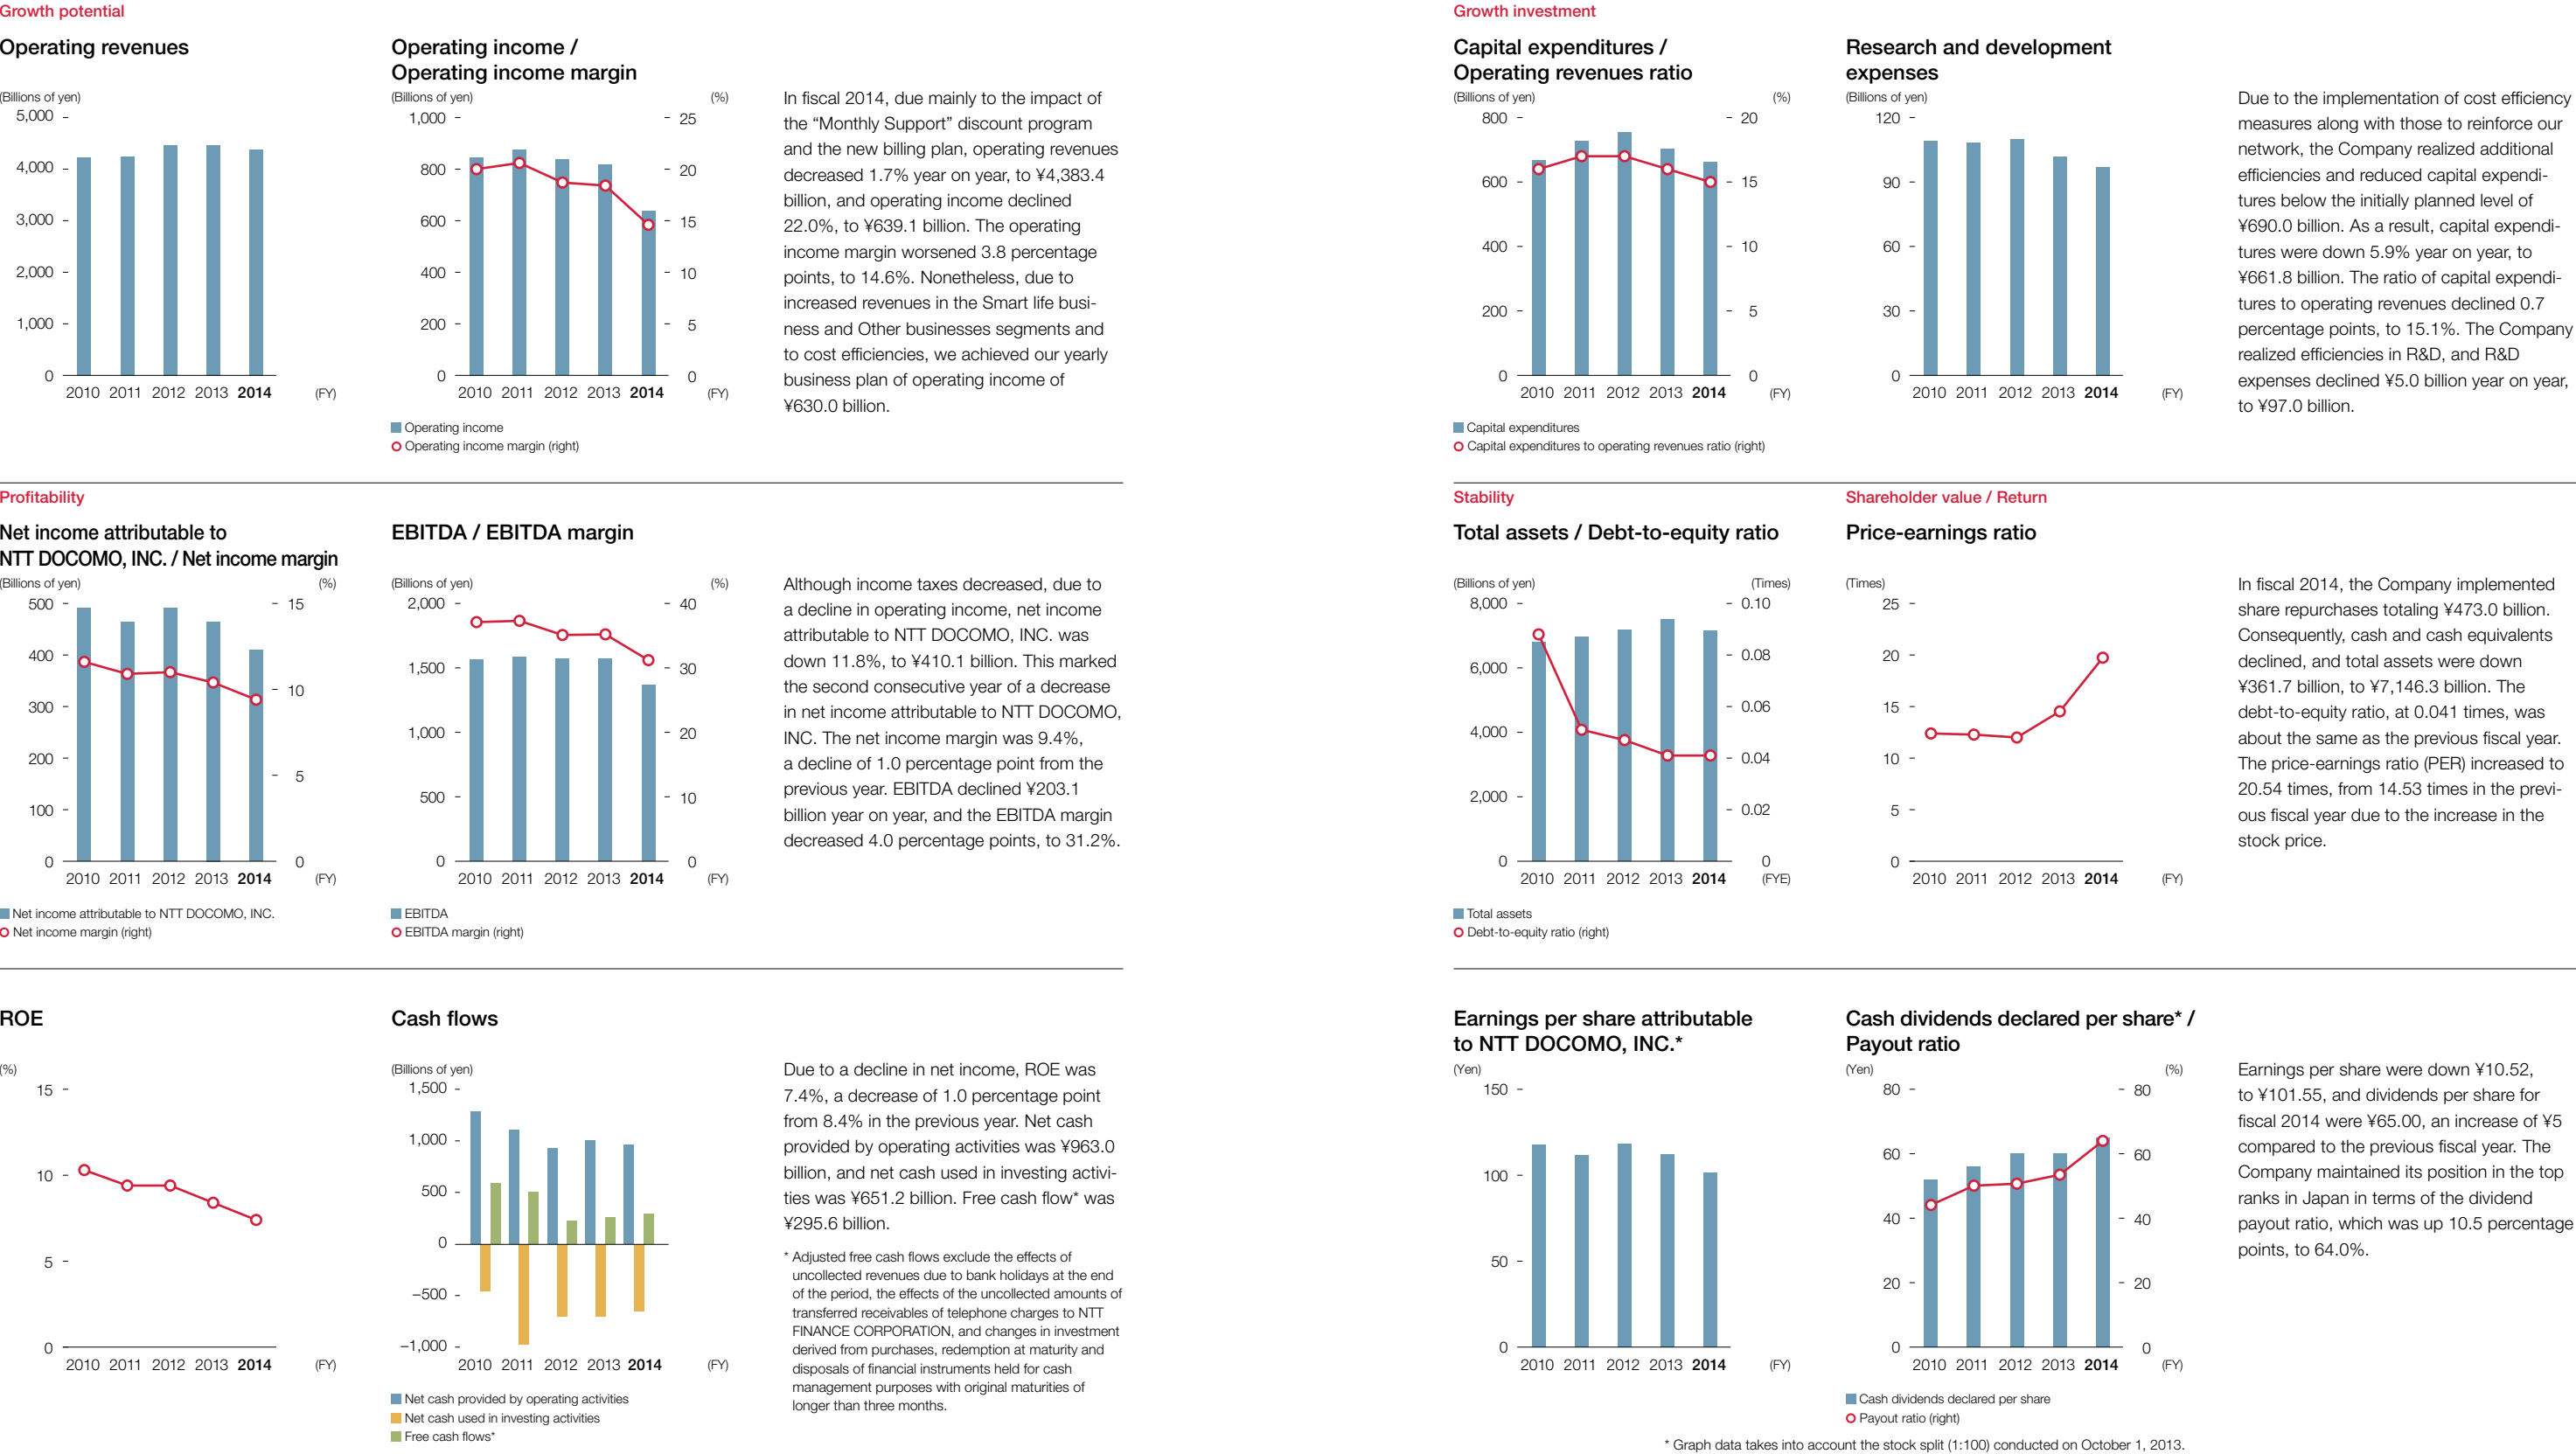 Growth potential
Operating revenues
(Billions of yen)
5,000
4,000
3,000
2,000
1,000
0
2010 2011 2012 2013 2014 (FY)
Operating income /
Operating income margin
(Billions of yen) (%)
1,000 25
800 20
600 15
400 10
200 5
0 0
2010 2011 2012 2013 2014 (FY)
Operating income
Operating income margin (right)
In fiscal 2014, due mainly to the impact of
the “Monthly Support” discount program
and the new billing plan, operating revenues
decreased 1.7% year on year, to ¥4,383.4
billion, and operating income declined
22.0%, to ¥639.1 billion. The operating
income margin worsened 3.8 percentage
points, to 14.6%. Nonetheless, due to
increased revenues in the Smart life busi-
ness and Other businesses segments and
to cost efficiencies, we achieved our yearly
business plan of operating income of
¥630.0 billion.
Profitability
Net income attributable to
NTT DOCOMO, INC. / Net income margin
(Billions of yen) (%)
500 15
400
300 10
200
100 5
0 0
2010 2011 2012 2013 2014 (FY)
Net income attributable to NTT DOCOMO, INC.
Net income margin (right)
EBITDA / EBITDA margin
(Billions of yen) (%)
2,000 40
1,500 30
1,000 20
500 10
0 0
2010 2011 2012 2013 2014 (FY)
EBITDA
EBITDA margin (right)
Although income taxes decreased, due to
a decline in operating income, net income
attributable to NTT DOCOMO, INC. was
down 11.8%, to ¥410.1 billion. This marked
the second consecutive year of a decrease
in net income attributable to NTT DOCOMO,
INC. The net income margin was 9.4%,
a decline of 1.0 percentage point from the
previous year. EBITDA declined ¥203.1
billion year on year, and the EBITDA margin
decreased 4.0 percentage points, to 31.2%.
ROE
(%)
15
10
5
0
2010 2011 2012 2013 2014 (FY)
Cash flows
(Billions of yen)
1,500
1,000
500
0
−500
−1,000
2010 2011 2012 2013 2014 (FY)
Net cash provided by operating activities
Net cash used in investing activities
Free cash flows*
Due to a decline in net income, ROE was
7.4%, a decrease of 1.0 percentage point
from 8.4% in the previous year. Net cash
provided by operating activities was ¥963.0
billion, and net cash used in investing activi-
ties was ¥651.2 billion. Free cash flow* was
¥295.6 billion.
* Adjusted free cash flows exclude the effects of
uncollected revenues due to bank holidays at the end
of the period, the effects of the uncollected amounts of
transferred receivables of telephone charges to NTT
FINANCE CORPORATION, and changes in investment
derived from purchases, redemption at maturity and
disposals of financial instruments held for cash
management purposes with original maturities of
longer than three months.
Growth investment
Capital expenditures /
Operating revenues ratio
(Billions of yen) (%)
800 20
600 15
400 10
200 5
0 0
2010 2011 2012 2013 2014 (FY)
Capital expenditures
Capital expenditures to operating revenues ratio (right)
Research and development
expenses
(Billions of yen)
120
90
60
30
0
2010 2011 2012 2013 2014 (FY)
Due to the implementation of cost efficiency
measures along with those to reinforce our
network, the Company realized additional
efficiencies and reduced capital expendi-
tures below the initially planned level of
¥690.0 billion. As a result, capital expendi-
tures were down 5.9% year on year, to
¥661.8 billion. The ratio of capital expendi-
tures to operating revenues declined 0.7
percentage points, to 15.1%. The Company
realized efficiencies in R&D, and R&D
expenses declined ¥5.0 billion year on year,
to ¥97.0 billion.
Stability
Total assets / Debt-to-equity ratio
(Billions of yen) (Times)
8,000 0.10
6,000 0.08
0.06
4,000 0.04
2,000 0.02
0 0
2010 2011 2012 2013 2014 (FYE)
Total assets
Debt-to-equity ratio (right)
Shareholder value / Return
Price-earnings ratio
(Times)
25
20
15
10
5
0
2010 2011 2012 2013 2014 (FY)
In fiscal 2014, the Company implemented
share repurchases totaling ¥473.0 billion.
Consequently, cash and cash equivalents
declined, and total assets were down
¥361.7 billion, to ¥7,146.3 billion. The
debt-to-equity ratio, at 0.041 times, was
about the same as the previous fiscal year.
The price-earnings ratio (PER) increased to
20.54 times, from 14.53 times in the previ-
ous fiscal year due to the increase in the
stock price.
Earnings per share attributable
to NTT DOCOMO, INC.*
(Yen)
150
100
50
0
2010 2011 2012 2013 2014 (FY)
Cash dividends declared per share* /
Payout ratio
(Yen) (%)
80 80
60 60
40 40
20 20
0 0
2010 2011 2012 2013 2014 (FY)
Cash dividends declared per share
Payout ratio (right)
Earnings per share were down ¥10.52,
to ¥101.55, and dividends per share for
fiscal 2014 were ¥65.00, an increase of ¥5
compared to the previous fiscal year. The
Company maintained its position in the top
ranks in Japan in terms of the dividend
payout ratio, which was up 10.5 percentage
points, to 64.0%.
* Graph data takes into account the stock split (1:100) conducted on October 1, 2013.